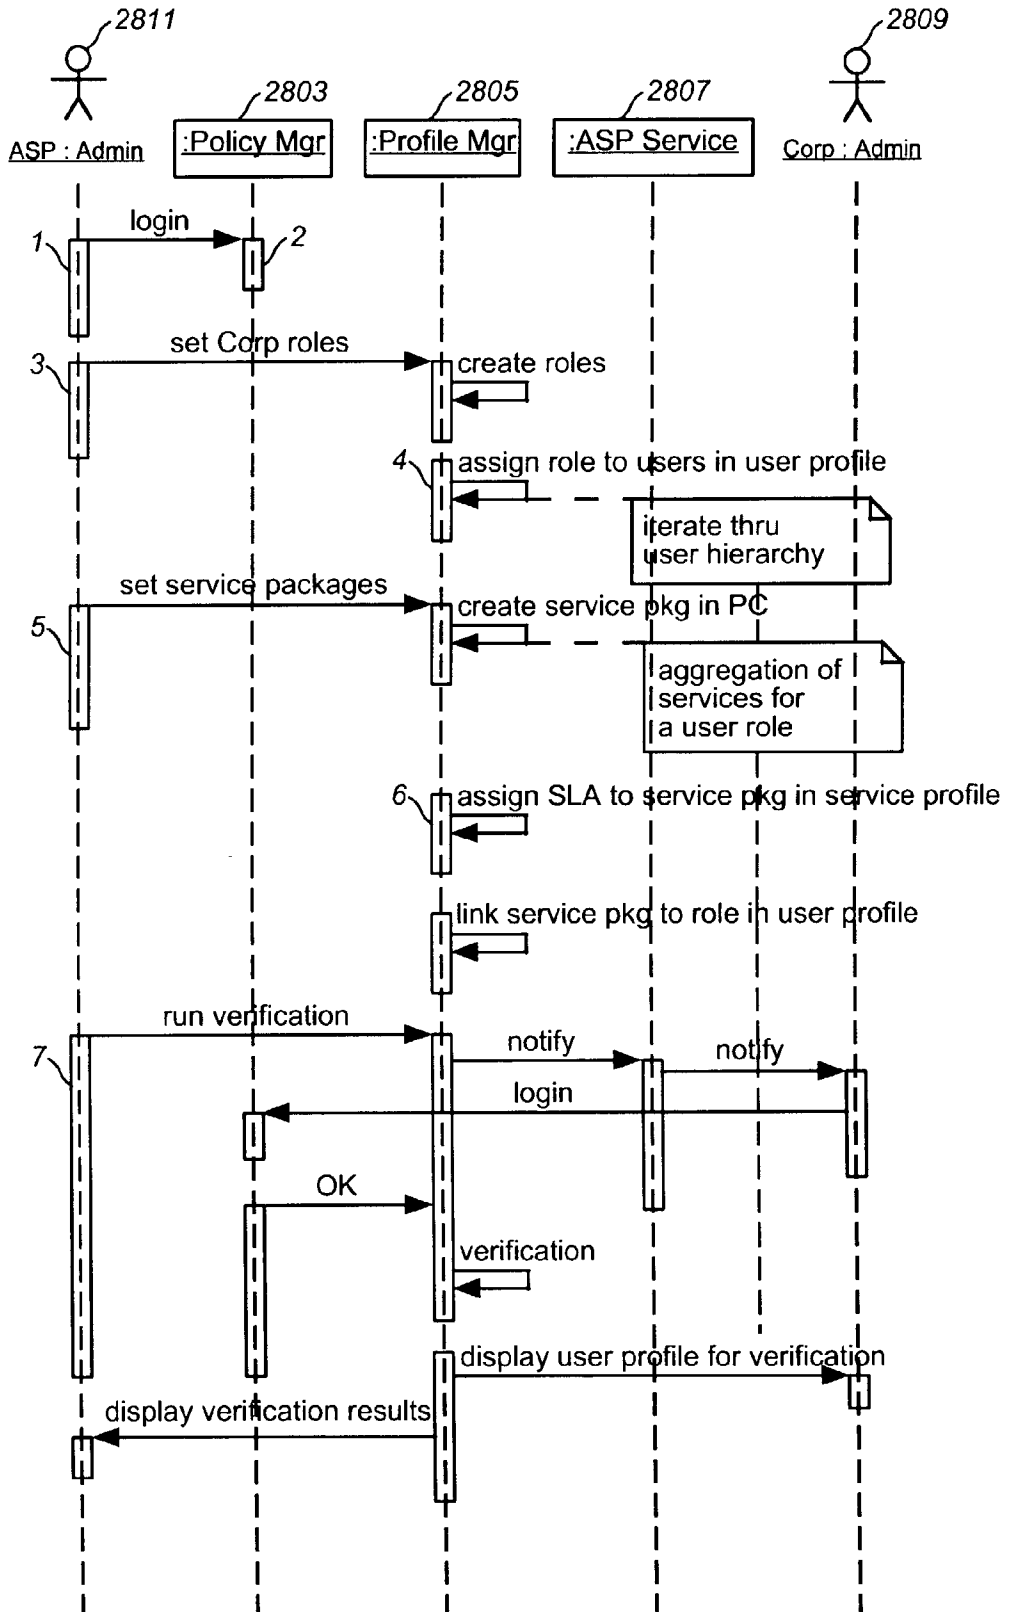 2811
2809
2803
2805
2807
ASP : Admin
:Policy Mgr
:Profile Mgr
:ASP Service
Corp : Admin
login
1
2
set Corp roles
3
create roles
4
assign role to users in user profile
iterate thru
user hierarchy
set service packages
create service pkg in PC
5
aggregation of
services for
a user role
6
assign SLA to service pkg in service profile
link service pkg to role in user profile
run verification
7
notify
notify
login
OK
verification
display user profile for verification
display verification results